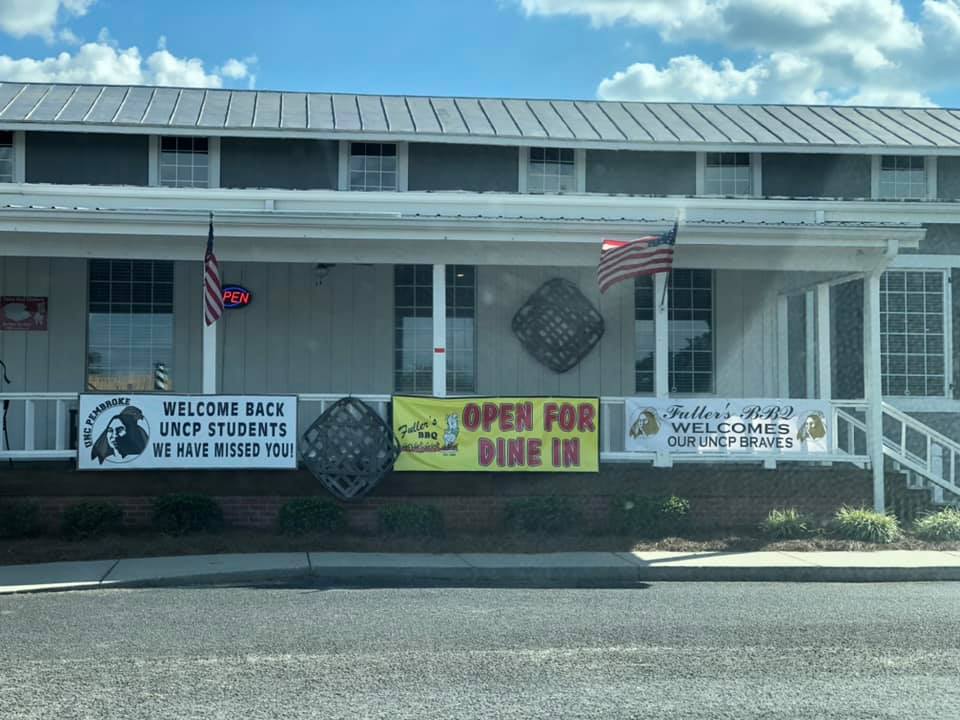 PEN
UNC PEMBROKE
WELCOME BACK
UNCP STUDENTS
WE HAVE MISSED YOU!
Fuller's
BBQ
OPEN FOR
DINE IN
Fuller's BBQ
WELCOMES
OUR UNCP BRAVES